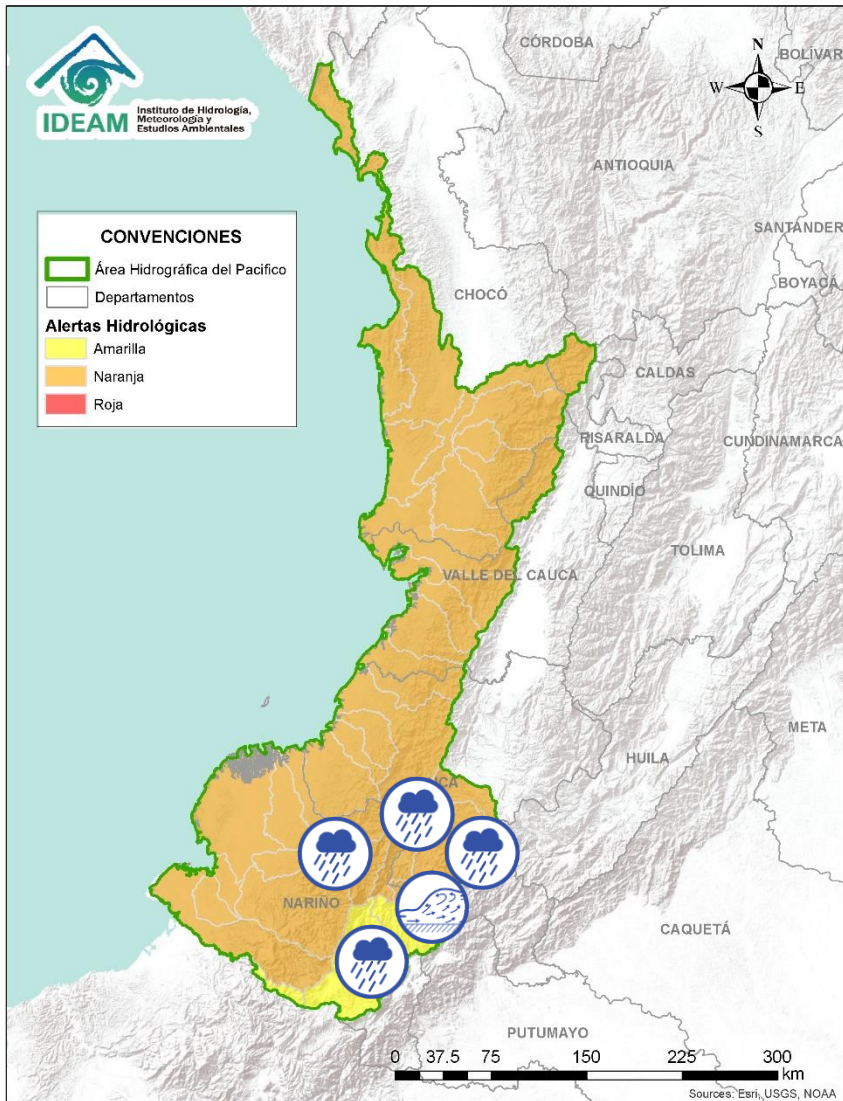 IDEAM
Instituto de Hidrología,
Meteorología y
Estudios Ambientales
N
W
E
S
CONVENCIONES
Área Hidrográfica del Pacifico
Departamentos
Alertas Hidrológicas
Amarilla
Naranja
Roja
CÓRDOBA
BOLÍVAR
ANTIOQUIA
SANTANDER
BOYACÁ
CHOCÓ
CALDAS
RISARALDA
CUNDINAMARCA
QUINDÍO
TOLIMA
VALLE DEL CAUCA
META
HUILA
UCA
NARIÑO
CAQUETÁ
PUTUMAYO
0 37.5 75 150 225 300
km
Sources: Esri, USGS, NOAA